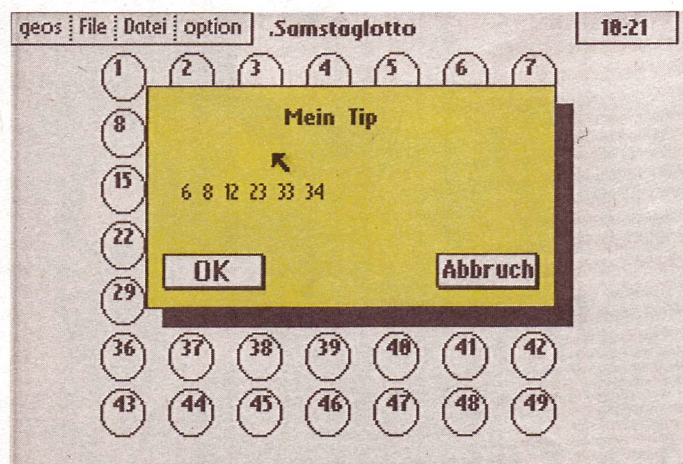 geos File Datei option .Samstaglotto 10:21
1 2 3 4 5 6 7
8 Mein Tip
15 6 8 12 23 33 34
22
OK Abbruch
29
36 37 38 39 40 41 42
43 44 45 46 47 48 49